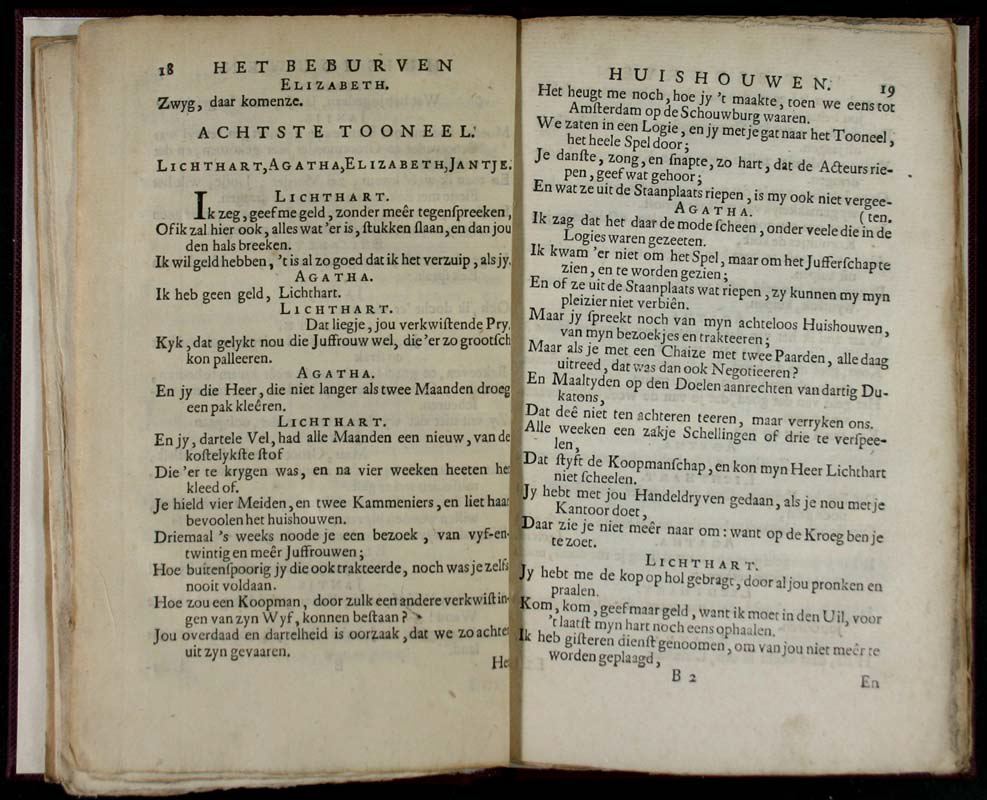 18 HET BEBURVEN
ELIZABETH.
Zwyg, daar komenze.
ACHTSTE TOONEEL.
LICHTHART, AGATHA, ELIZABETH, JANTJE.
LICHTHART.
Ik zeg, geef me geld, zonder meêr tegenſpreeken,
Of ik zal hier ook, alles wat 'er is, ſtukken ſlaan, en dan jou
den hals breeken.
Ik wil geld hebben, 't is al zo goed dat ik het verzuip, als jy.
AGATHA.
Ik heb geen geld, Lichthart.
LICHTHART.
Dat liegje, jou verkwiſtende Pry.
Kyk, dat gelykt nou die Juffrouw wel, die 'er zo grootſch
kon palleeren.
AGATHA.
En jy die Heer, die niet langer als twee Maanden droeg
een pak kleêren.
LICHTHART.
En jy, dartele Vel, had alle Maanden een nieuw, van de
koſtelykſte ſtof
Die 'er te krygen was, en na vier weeken heeten het
kleed of.
Je hield vier Meiden, en twee Kammeniers, en liet haar
bevoolen het huishouwen.
Driemaal 's weeks noode je een bezoek, van vyf-en-
twintig en meêr Juffrouwen;
Hoe buitenſpoorig jy die ook trakteerde, noch was je zelfs
nooit voldaan.
Hoe zou een Koopman, door zulk een andere verkwiſtin-
gen van zyn Wyf, konnen beſtaan?
Jou overdaad en dartelheid is oorzaak, dat we zo achter
uit zyn gevaaren.
Het
HUISHOUWEN. 19
Het heugt me noch, hoe jy 't maakte, toen we eens tot
Amſterdam op de Schouwburg waaren.
We zaten in een Logie, en jy met je gat naar het Tooneel,
het heele Spel door;
Je danſte, zong, en ſnapte, zo hart, dat de Acteurs rie-
pen, geef wat gehoor;
En wat ze uit de Staanplaats riepen, is my ook niet vergee-
AGATHA. (ten.
Ik zag dat het daar de mode ſcheen, onder veele die in de
Logies waren gezeeten.
Ik kwam 'er niet om het Spel, maar om het Jufferſchap te
zien, en te worden gezien;
En of ze uit de Staanplaats wat riepen, zy kunnen my myn
pleizier niet verbiên.
Maar jy ſpreekt noch van myn achteloos Huishouwen,
van myn bezoekjes en trakteeren;
Maar als je met een Chaize met twee Paarden, alle daag
uitreed, dat was dan ook Negotieeren?
En Maaltyden op den Doelen aanrechten van dartig Du-
katons,
Dat deê niet ten achteren teeren, maar verryken ons.
Alle weeken een zakje Schellingen of drie te verſpee-
len,
Dat ſtyft de Koopmanſchap, en kon myn Heer Lichthart
niet ſcheelen.
Jy hebt met jou Handeldryven gedaan, als je nou met je
Kantoor doet,
Daar zie je niet meêr naar om: want op de Kroeg ben je
te zoet.
LICHTHART.
Jy hebt me de kop op hol gebragt, door al jou pronken en
praalen.
Kom, kom, geef maar geld, want ik moet in den Uil, voor
't laatſt myn hart noch eens ophaalen.
Ik heb giſteren dienſt genoomen, om van jou niet meêr te
worden geplaagd,
B 2 En